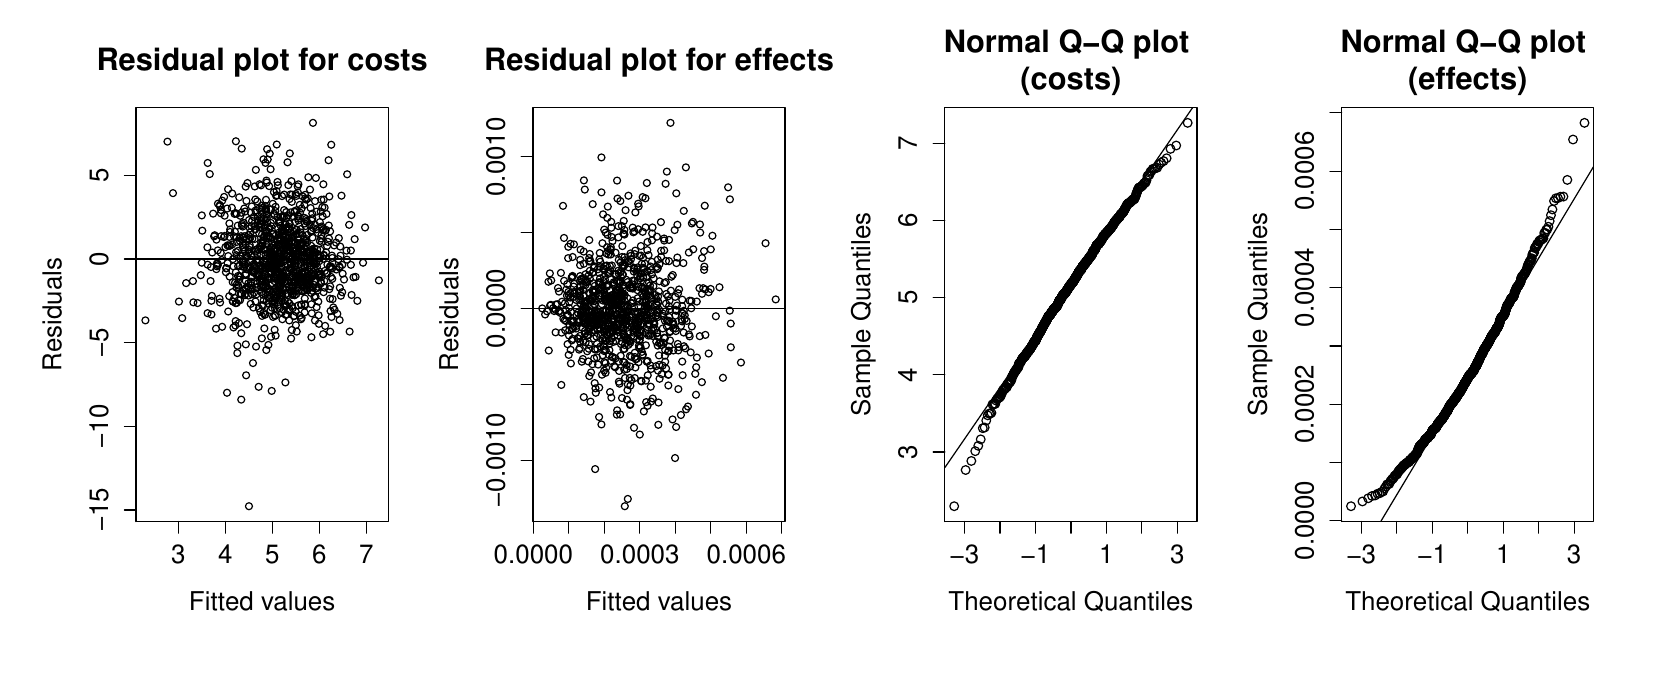 Residual plot for costs
Residuals
5
0
−5
−10
−15
3 4 5 6 7
Fitted values
Residual plot for effects
Residuals
0.0010
0.0000
−0.0010
0.0000 0.0003 0.0006
Fitted values
Normal Q−Q plot
(costs)
Sample Quantiles
7
6
5
4
3
−3 −1 1 3
Theoretical Quantiles
Normal Q−Q plot
(effects)
Sample Quantiles
0.0006
0.0004
0.0002
0.0000
−3 −1 1 3
Theoretical Quantiles